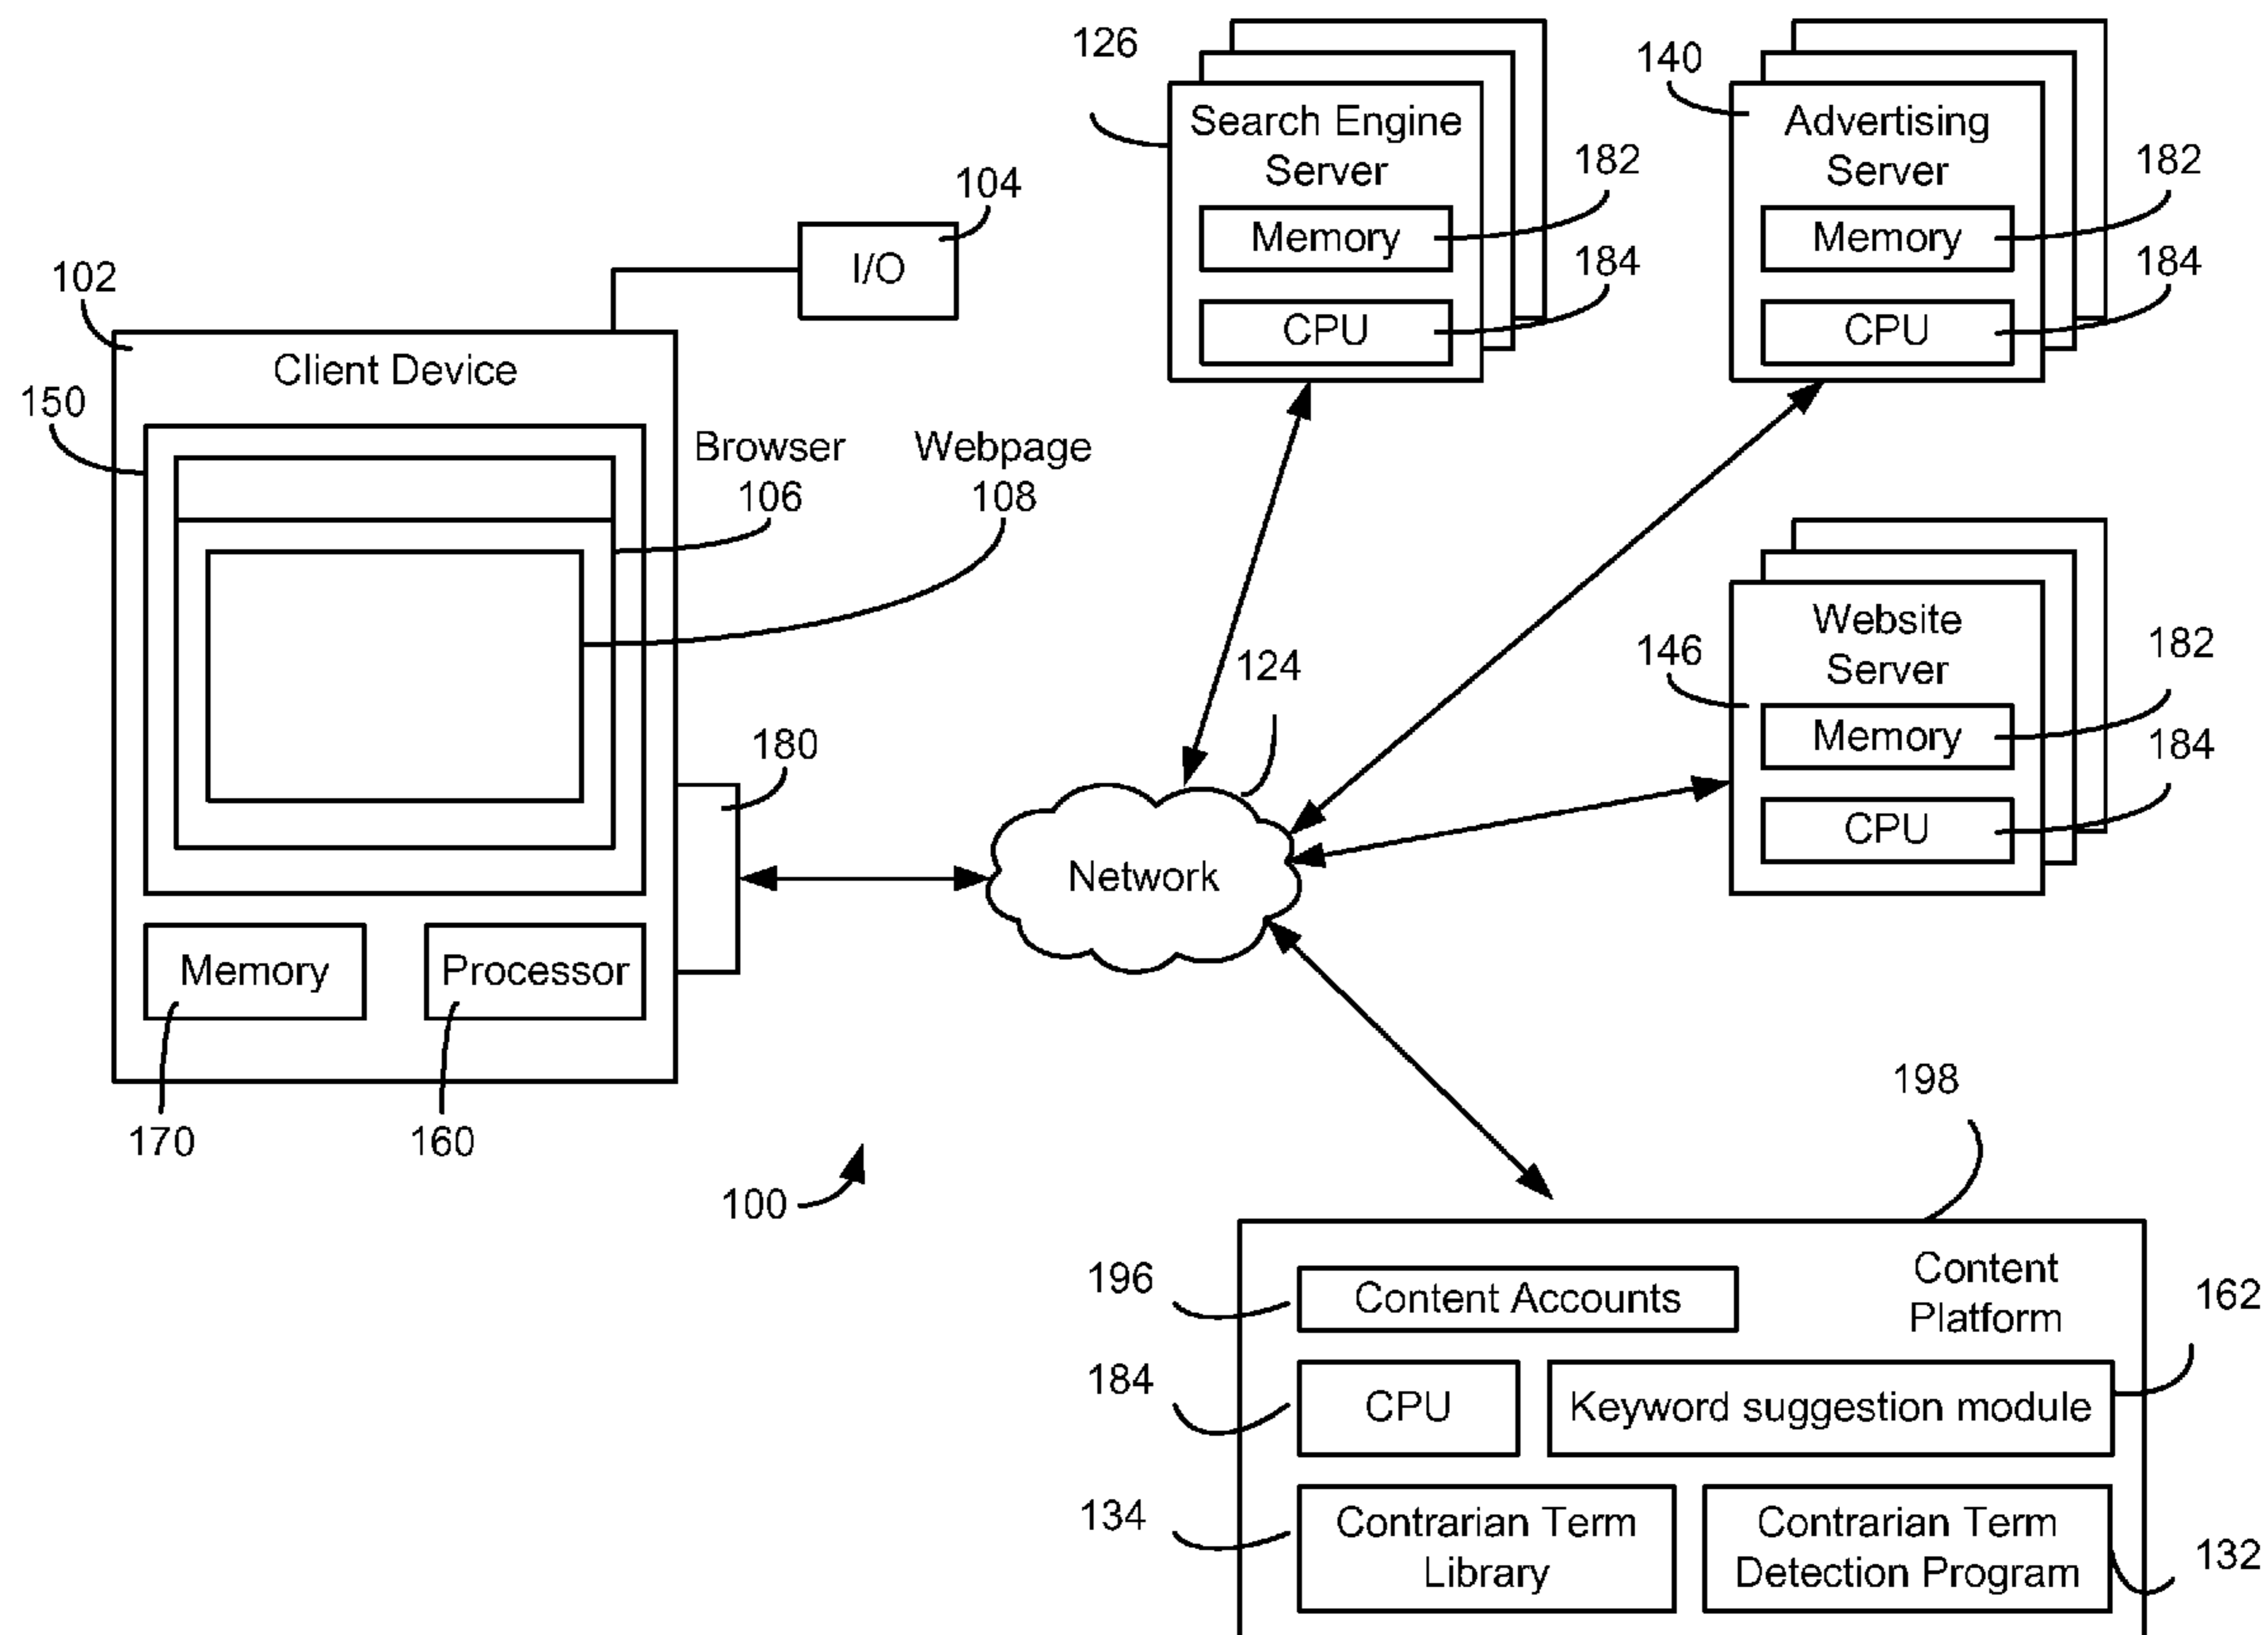 126
Search Engine
Server
182
Memory
184
CPU
140
Advertising
Server
182
Memory
184
CPU
104
I/O
102
Client Device
150
Browser
106
Webpage
108
180
Memory
Processor
170
160
124
Network
Website
Server
146
182
Memory
184
CPU
100
198
Content
Platform
196
Content Accounts
162
184
CPU
Keyword suggestion module
134
Contrarian Term
Library
Contrarian Term
Detection Program
132